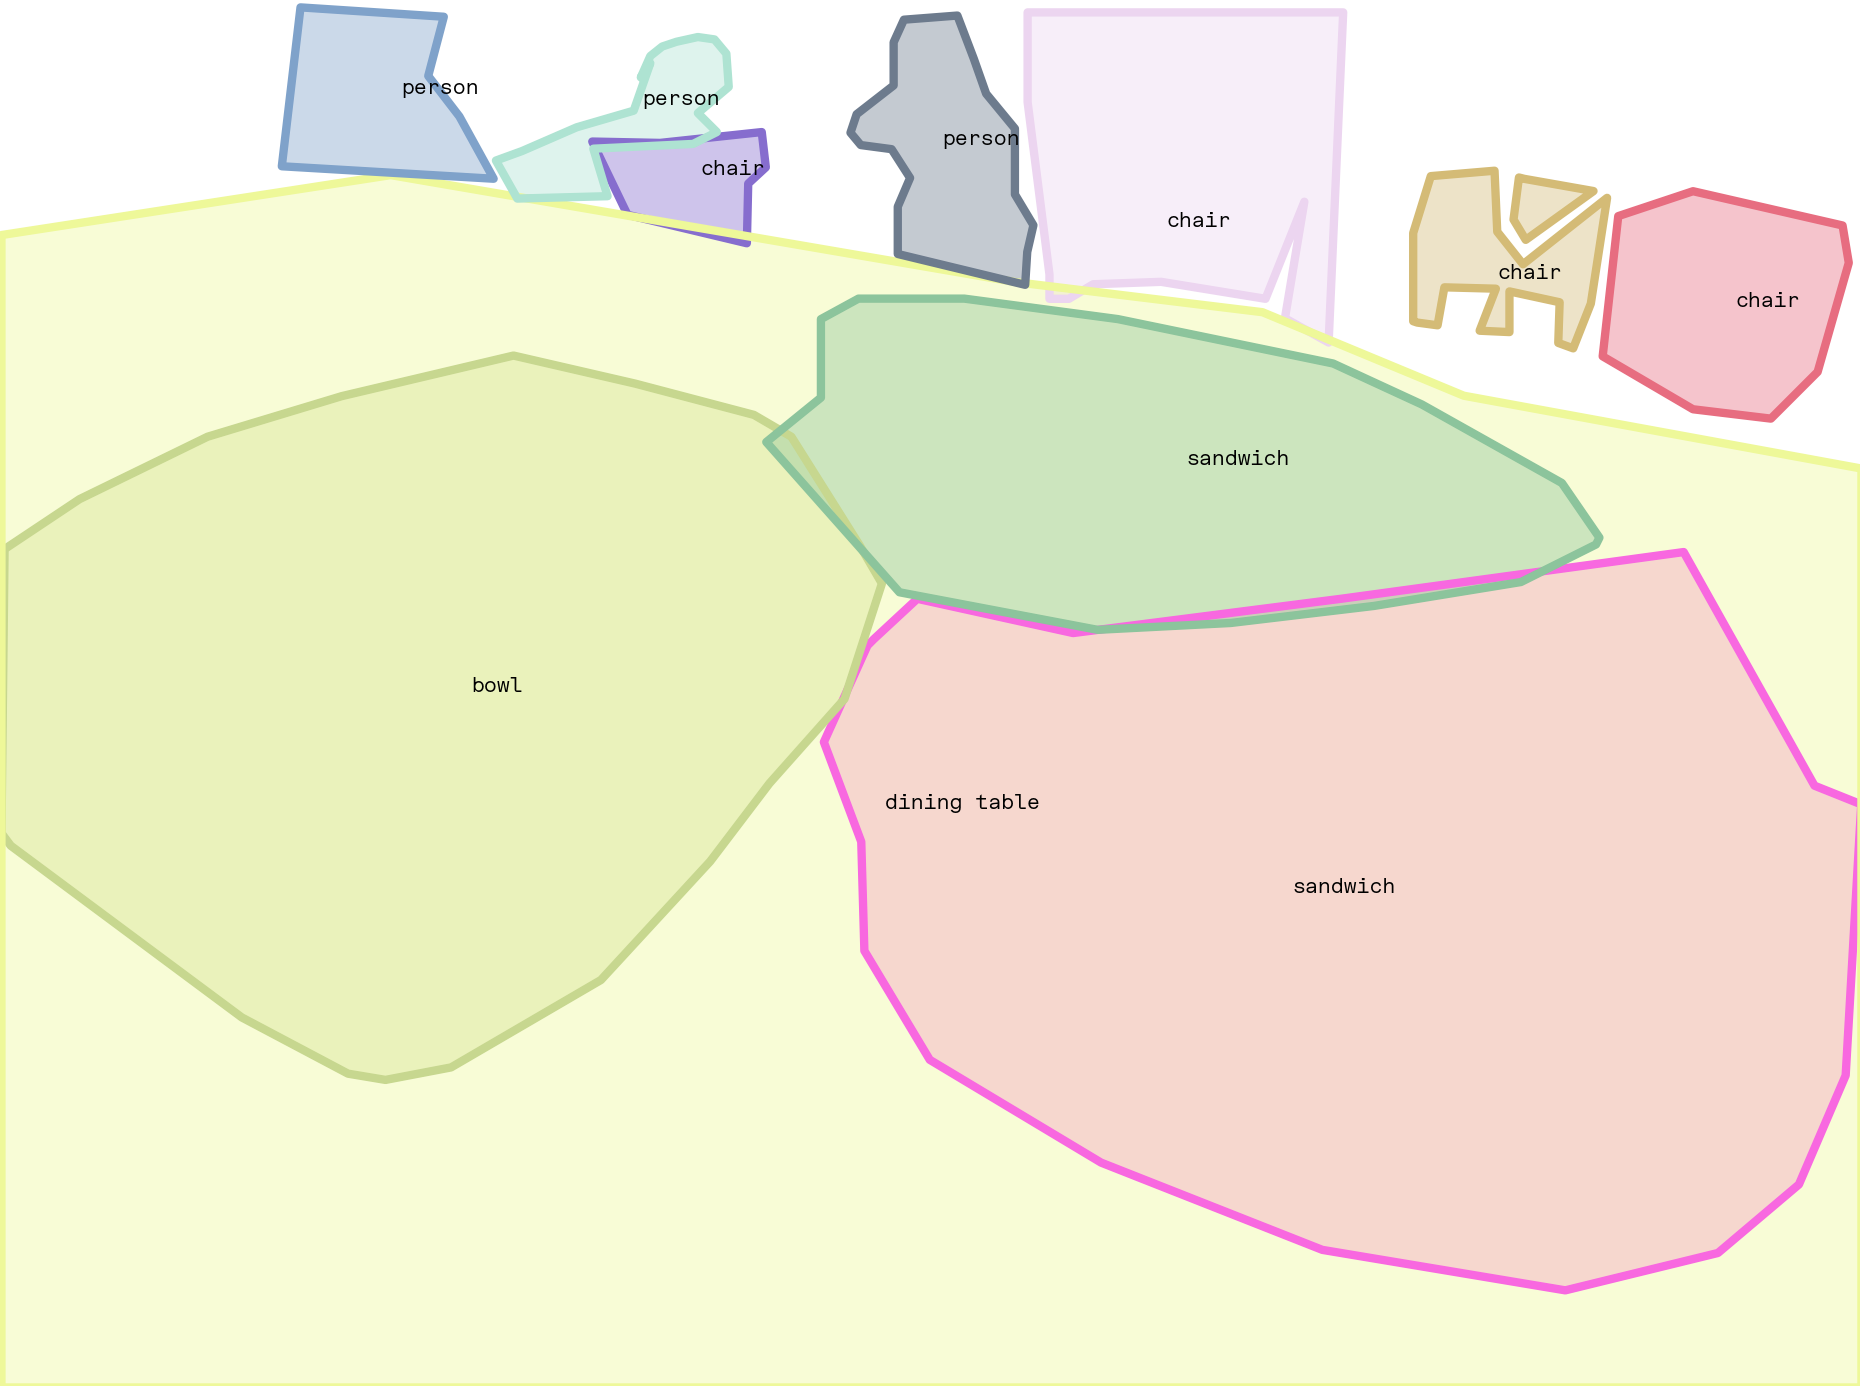 person
person
person
chair
chair
chair
chair
sandwich
bowl
dining table
sandwich